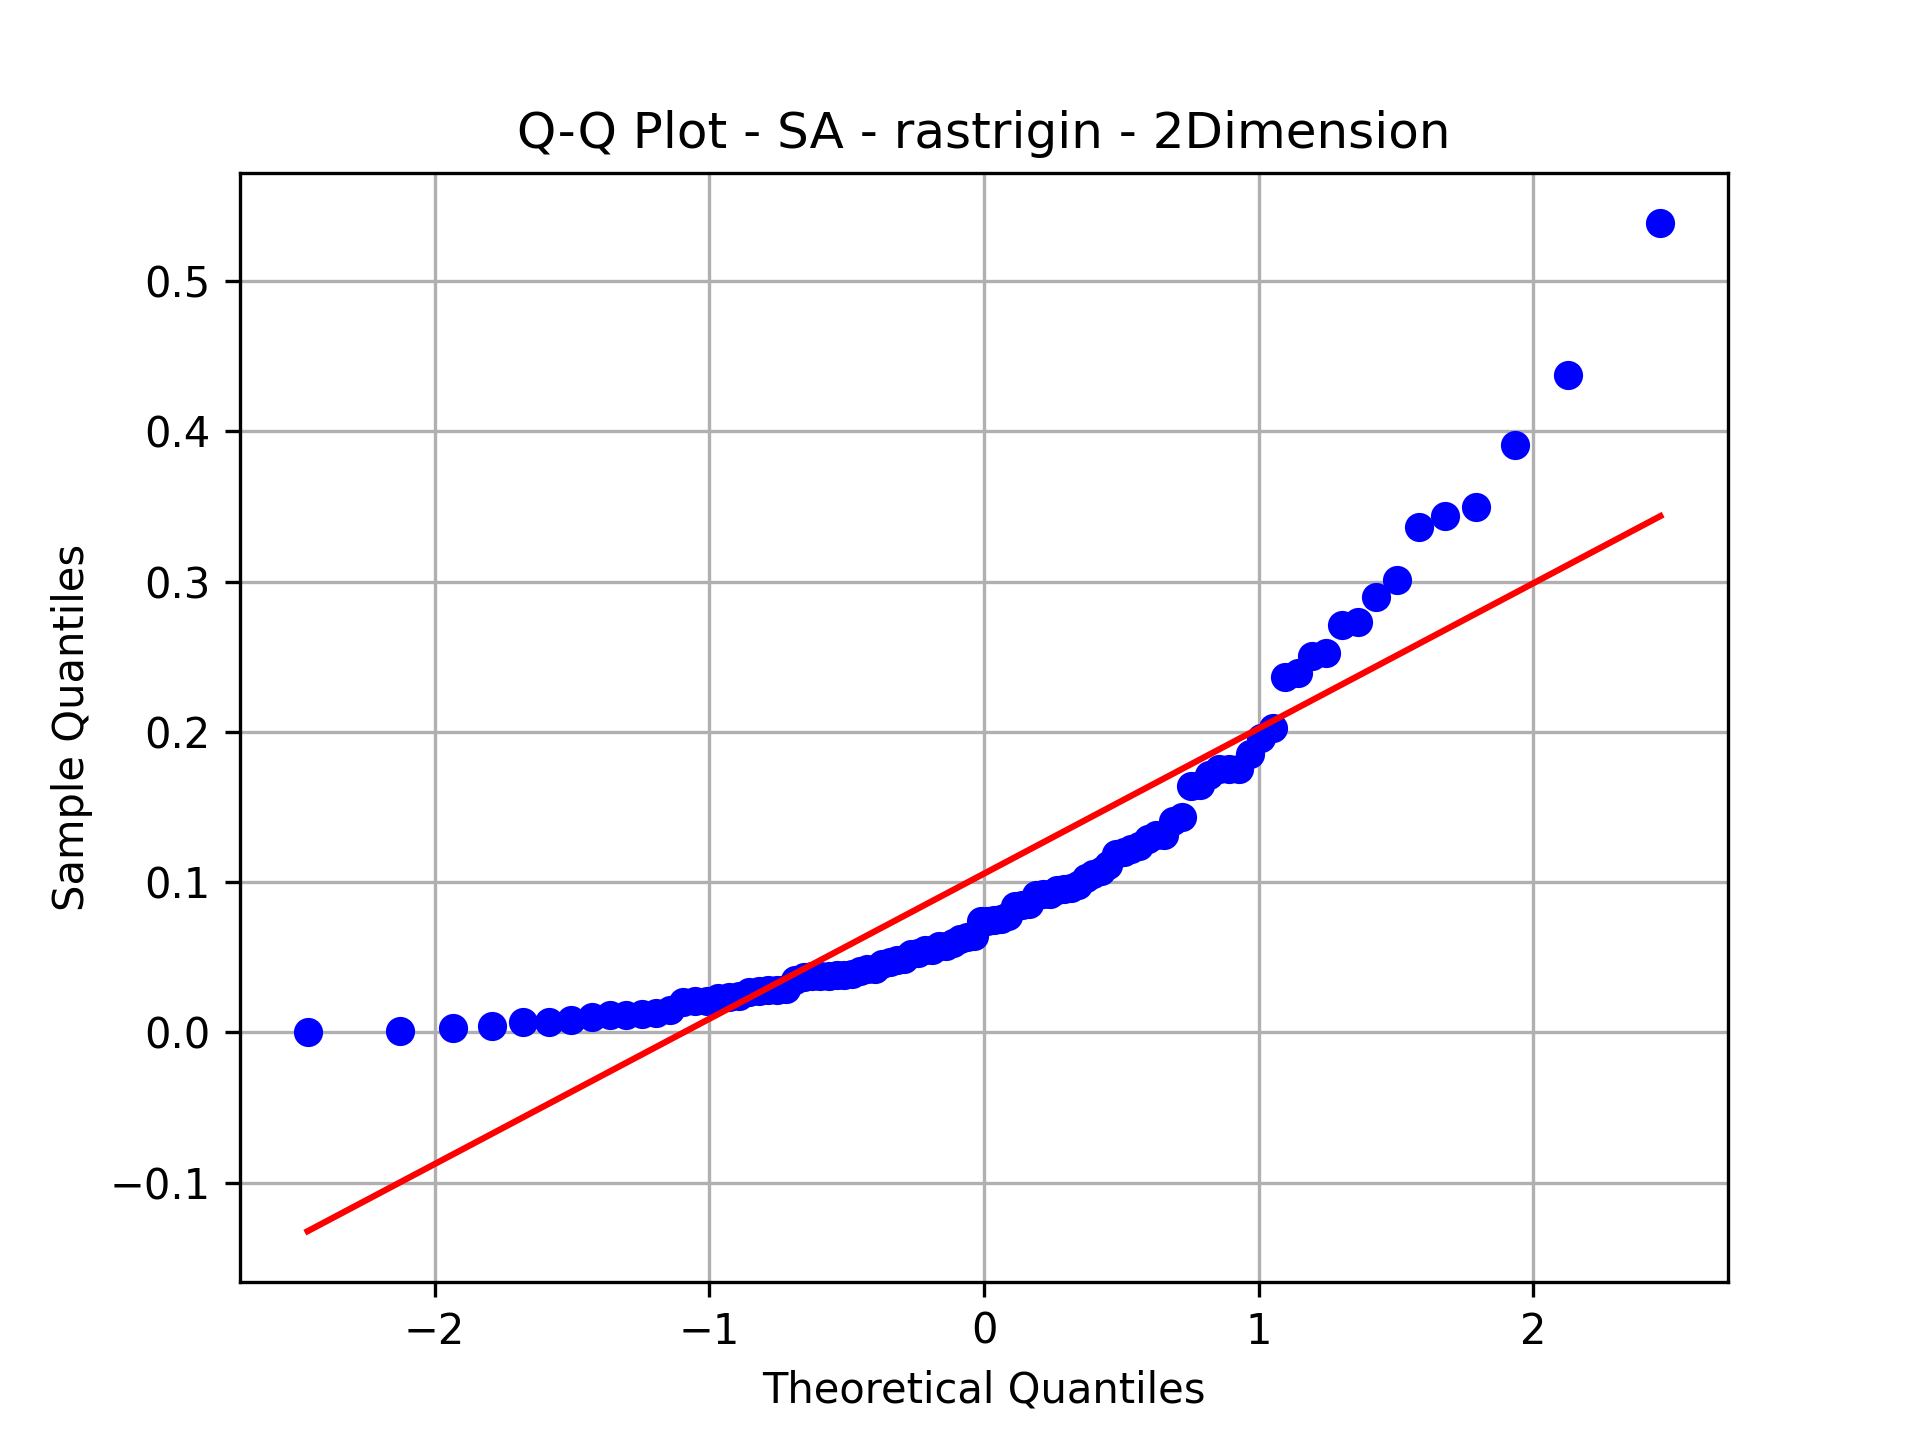 Q-Q Plot - SA - rastrigin - 2Dimension
Sample Quantiles
0.5
0.4
0.3
0.2
0.1
0.0
−0.1
−2 −1 0 1 2
Theoretical Quantiles